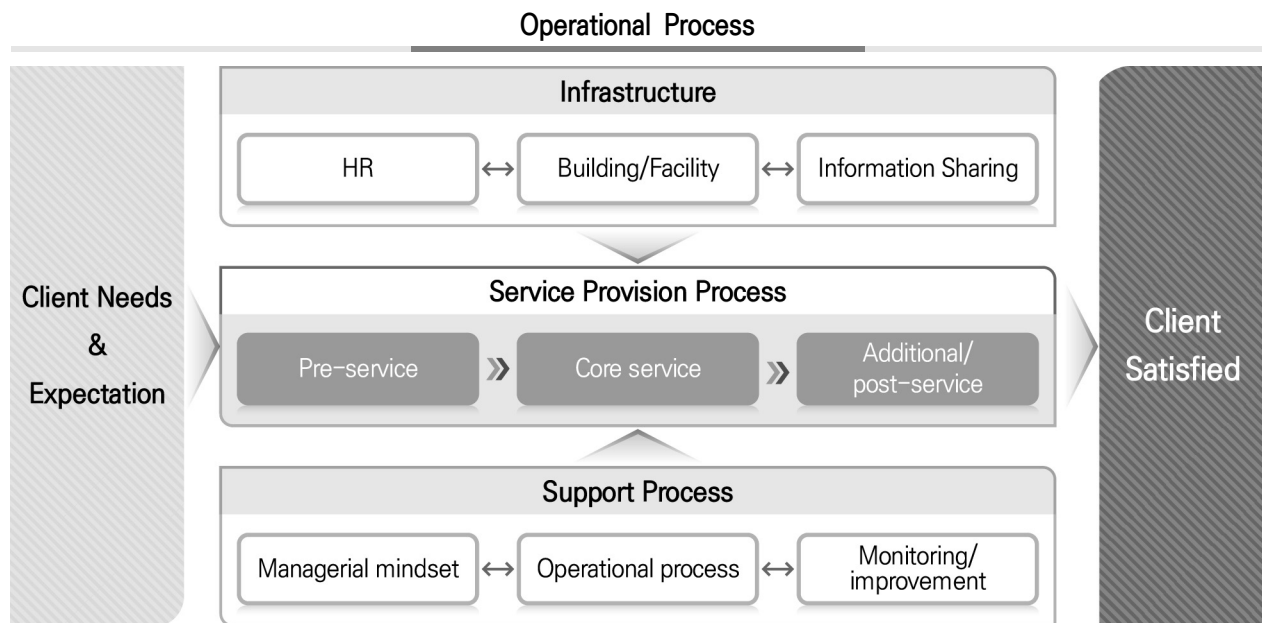 Operational Process
Infrastructure
HR
Building/Facility
Information Sharing
Client Needs
&
Expectation
Service Provision Process
Pre-service
Core service
Additional/
post-service
Client
Satisfied
Support Process
Managerial mindset
Operational process
Monitoring/
improvement